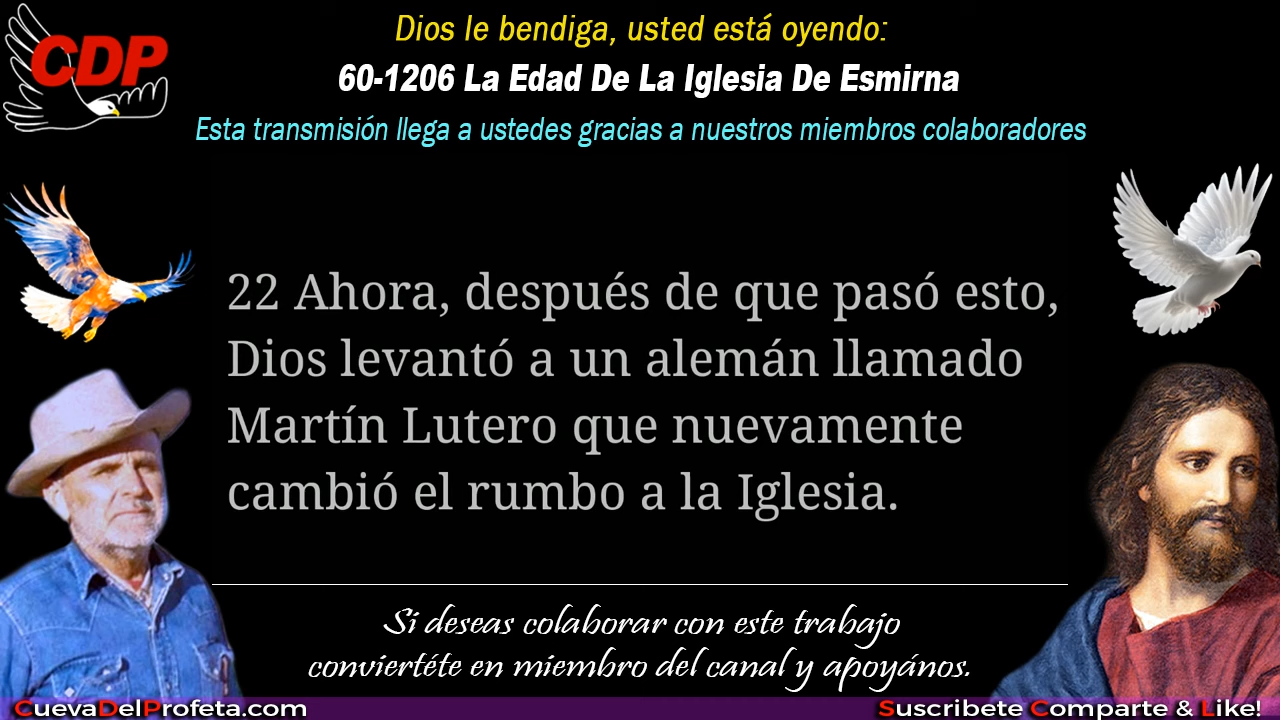 CDP
Dios le bendiga, usted está oyendo:
60-1206 La Edad De La Iglesia De Esmirna
Esta transmisión llega a ustedes gracias a nuestros miembros colaboradores
22 Ahora, después de que pasó esto,
Dios levantó a un alemán llamado
Martín Lutero que nuevamente
cambió el rumbo a la Iglesia.
Si deseas colaborar con este trabajo
conviertéte en miembro del canal y apoyános.
CuevaDelProfeta.com
Suscribete Comparte & Like!